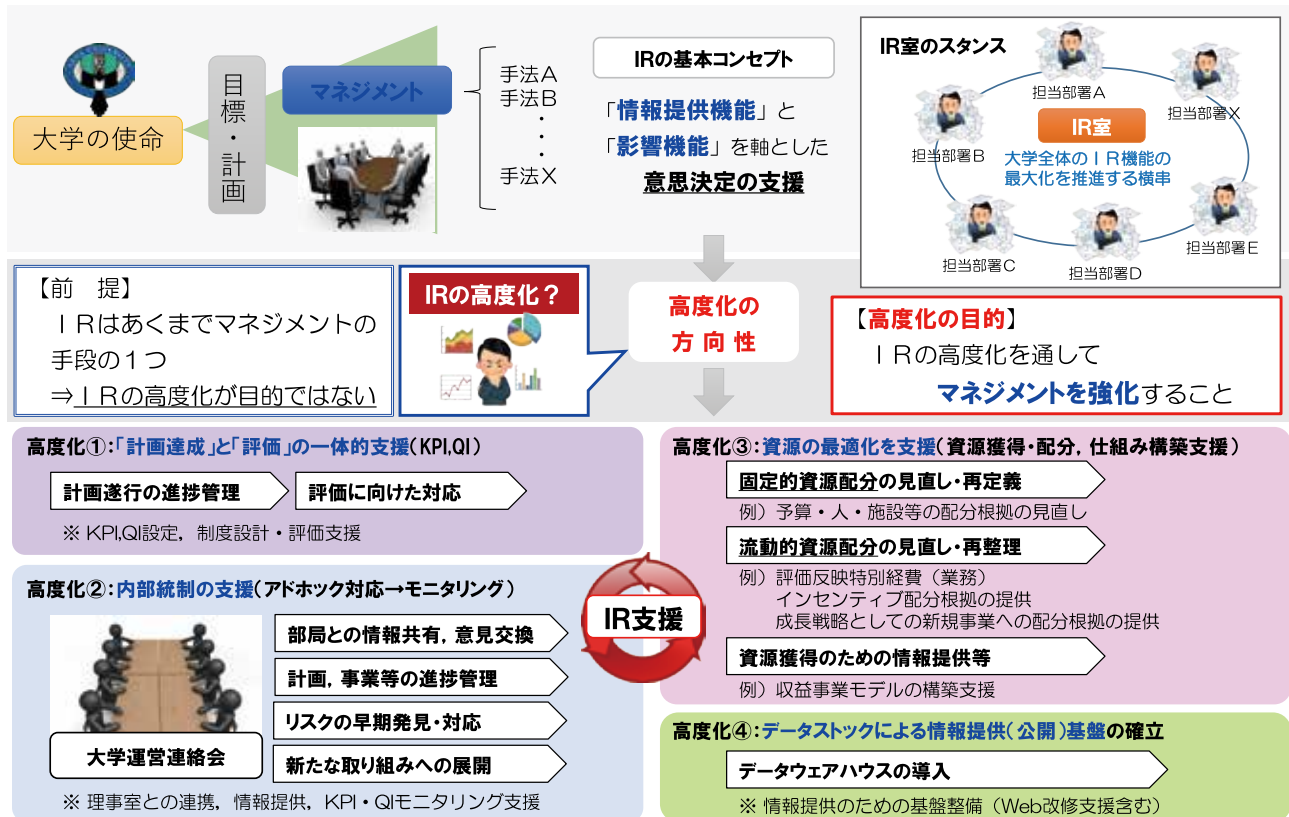 大学の使命
目標・計画
マネジメント
手法A
手法B
・
・
・
手法X
IRの基本コンセプト
「情報提供機能」と
「影響機能」を軸とした
意思決定の支援
IR室のスタンス
担当部署A
担当部署X
担当部署B
IR室
大学全体のＩＲ機能の
最大化を推進する横串
担当部署C
担当部署D
担当部署E
【前　提】
ＩＲはあくまでマネジメントの
手段の１つ
⇒ＩＲの高度化が目的ではない
IRの高度化？
高度化の
方 向 性
【高度化の目的】
ＩＲの高度化を通して
マネジメントを強化すること
高度化①：「計画達成」と「評価」の一体的支援（KPI,QI）
計画遂行の進捗管理
評価に向けた対応
※ KPI,QI設定，制度設計・評価支援
高度化②：内部統制の支援（アドホック対応→モニタリング）
大学運営連絡会
部局との情報共有，意見交換
計画，事業等の進捗管理
リスクの早期発見・対応
新たな取り組みへの展開
※ 理事室との連携，情報提供，KPI・QIモニタリング支援
IR支援
高度化③：資源の最適化を支援（資源獲得・配分，仕組み構築支援）
固定的資源配分の見直し・再定義
例）予算・人・施設等の配分根拠の見直し
流動的資源配分の見直し・再整理
例）評価反映特別経費（業務）
インセンティブ配分根拠の提供
成長戦略としての新規事業への配分根拠の提供
資源獲得のための情報提供等
例）収益事業モデルの構築支援
高度化④：データストックによる情報提供（公開）基盤の確立
データウェアハウスの導入
※ 情報提供のための基盤整備（Web改修支援含む）